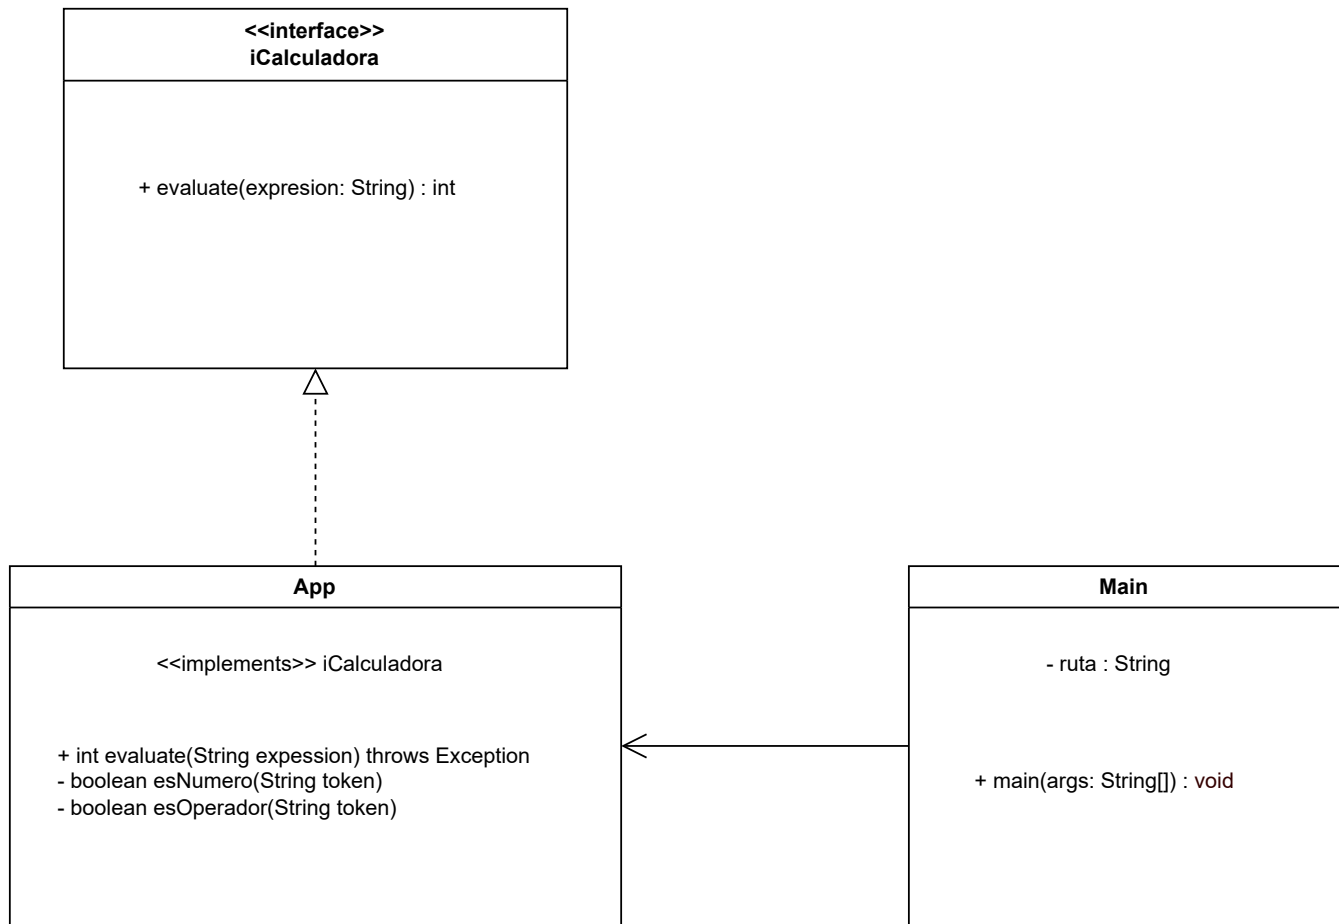 <<interface>>
iCalculadora
+ evaluate(expresion: String) : int
App
<<implements>> iCalculadora
+ int evaluate(String expession) throws Exception
- boolean esNumero(String token)
- boolean esOperador(String token)
Main
- ruta : String
+ main(args: String[]) : void